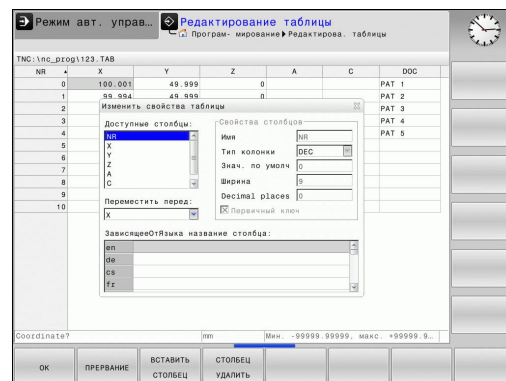 Режим авт. управ… Редактирование таблицы
Програм- мирование Редактирова. таблицы
TNC:\nc_prog\123.TAB
NR X Y Z A C DOC
0 100.001 49.999 0 PAT 1
1 99.994 49.999 0 PAT 2
2 PAT 3
3 PAT 4
4 PAT 5
5
6
7
8
9
10
Изменить свойства таблицы
Доступные столбцы:
NR
X
Y
Z
A
C
Переместить перед:
X
Свойства столбцов
Имя NR
Тип колонки DEC
Знач. по умолч 0
Ширина 9
Decimal places 0
Первичный ключ
ЗависящееОтЯзыка название столбца:
en
de
cs
fr
Coordinate? mm Мин. -99999.99999, макс. +99999.9…
ОК
ПРЕРВАНИЕ
ВСТАВИТЬ СТОЛБЕЦ
СТОЛБЕЦ УДАЛИТЬ